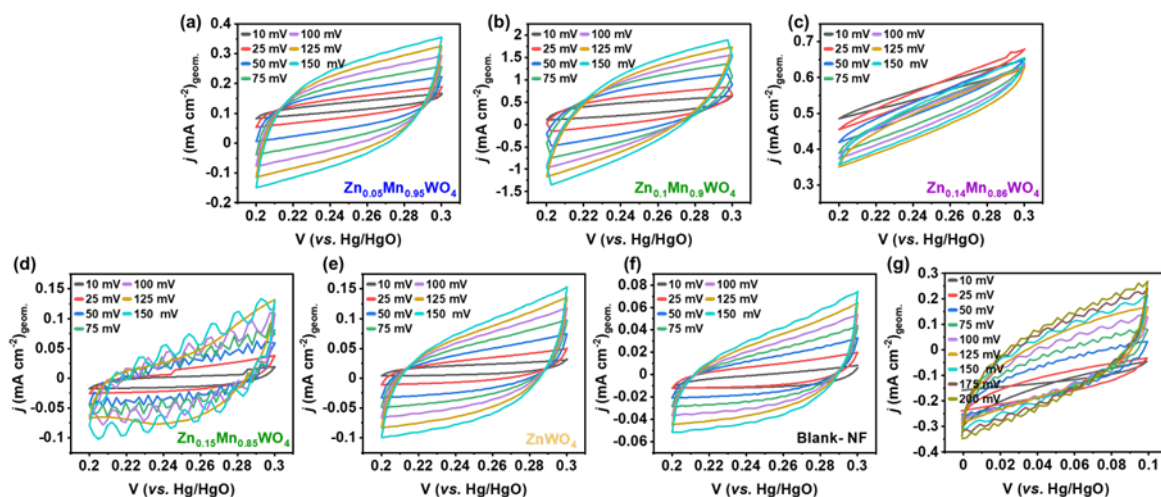 (a)
j (mA cm⁻²)geom.
0.4
0.3
0.2
0.1
0
-0.1
-0.2
10 mV 100 mV
25 mV 125 mV
50 mV 150 mV
75 mV
Zn0.05Mn0.95WO4
0.2 0.22 0.24 0.26 0.28 0.3
V (vs. Hg/HgO)
(b)
j (mA cm⁻²)geom.
2
1.5
1
0.5
0
-0.5
-1
-1.5
10 mV 100 mV
25 mV 125 mV
50 mV 150 mV
75 mV
Zn0.1Mn0.9WO4
0.2 0.22 0.24 0.26 0.28 0.3
V (vs. Hg/HgO)
(c)
j (mA cm⁻²)geom.
0.7
0.6
0.5
0.4
0.3
10 mV 100 mV
25 mV 125 mV
50 mV 150 mV
75 mV
Zn0.14Mn0.86WO4
0.2 0.22 0.24 0.26 0.28 0.3
V (vs. Hg/HgO)
(d)
j (mA cm⁻²)geom.
0.15
0.1
0.05
0
-0.05
-0.1
10 mV 100 mV
25 mV 125 mV
50 mV 150 mV
75 mV
Zn0.15Mn0.85WO4
0.2 0.22 0.24 0.26 0.28 0.3
V (vs. Hg/HgO)
(e)
j (mA cm⁻²)geom.
0.15
0.1
0.05
0
-0.05
-0.1
10 mV 100 mV
25 mV 125 mV
50 mV 150 mV
75 mV
ZnWO4
0.2 0.22 0.24 0.26 0.28 0.3
V (vs. Hg/HgO)
(f)
j (mA cm⁻²)geom.
0.08
0.06
0.04
0.02
0
-0.02
-0.04
-0.06
10 mV 100 mV
25 mV 125 mV
50 mV 150 mV
75 mV
Blank- NF
0.2 0.22 0.24 0.26 0.28 0.3
V (vs. Hg/HgO)
(g)
j (mA cm⁻²)geom.
0.3
0.2
0.1
0
-0.1
-0.2
-0.3
-0.4
10 mV
25 mV
50 mV
75 mV
100 mV
125 mV
150 mV
175 mV
200 mV
0 0.02 0.04 0.06 0.08 0.1
V (vs. Hg/HgO)